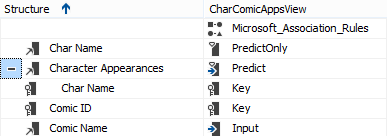 Structure CharComicAppsView
Microsoft_Association_Rules
Char Name PredictOnly
Character Appearances Predict
Char Name Key
Comic ID Key
Comic Name Input